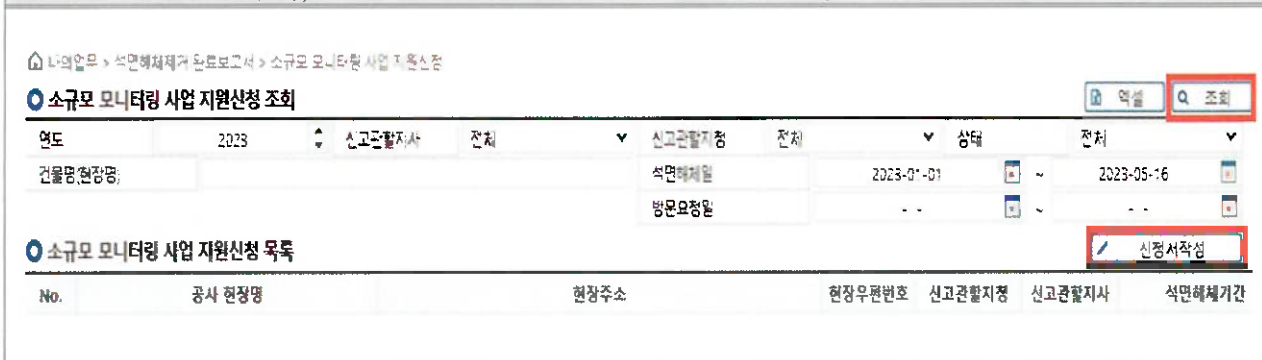 나의업무 > 석면해체제거 완료보고서 > 소규모 모니터링 사업 지원신청
소규모 모니터링 사업 지원신청 조회 엑셀 조회
연도 2023 신고관할지사 전체 신고관할지청 전체 상태 전체
건물명(현장명) 석면해체일 2023-01-01 ~ 2023-05-16
방문요청일 - - ~ - -
소규모 모니터링 사업 지원신청 목록 신청서작성
No. 공사 현장명 현장주소 현장우편번호 신고관할지청 신고관할지사 석면해체기간